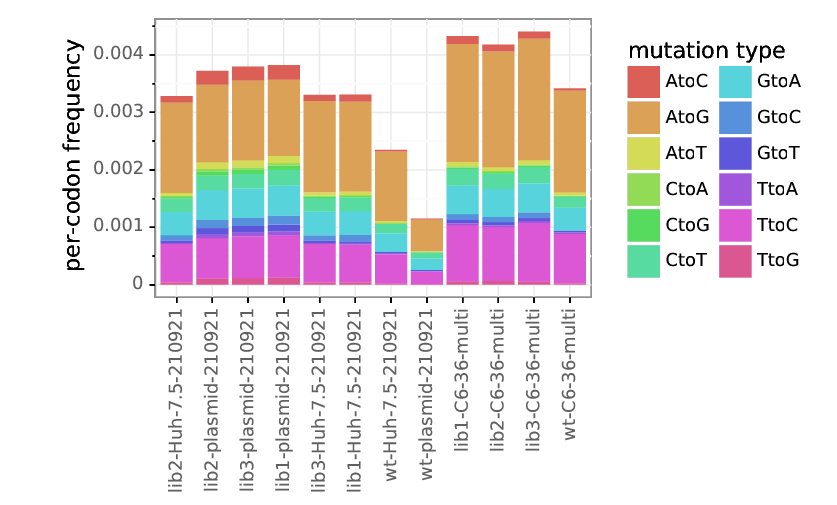 per-codon frequency
0.004
0.003
0.002
0.001
0
lib2-Huh-7.5-210921
lib2-plasmid-210921
lib3-plasmid-210921
lib1-plasmid-210921
lib3-Huh-7.5-210921
lib1-Huh-7.5-210921
wt-Huh-7.5-210921
wt-plasmid-210921
lib1-C6-36-multi
lib2-C6-36-multi
lib3-C6-36-multi
wt-C6-36-multi
mutation type
AtoC
AtoG
AtoT
CtoA
CtoG
CtoT
GtoA
GtoC
GtoT
TtoA
TtoC
TtoG